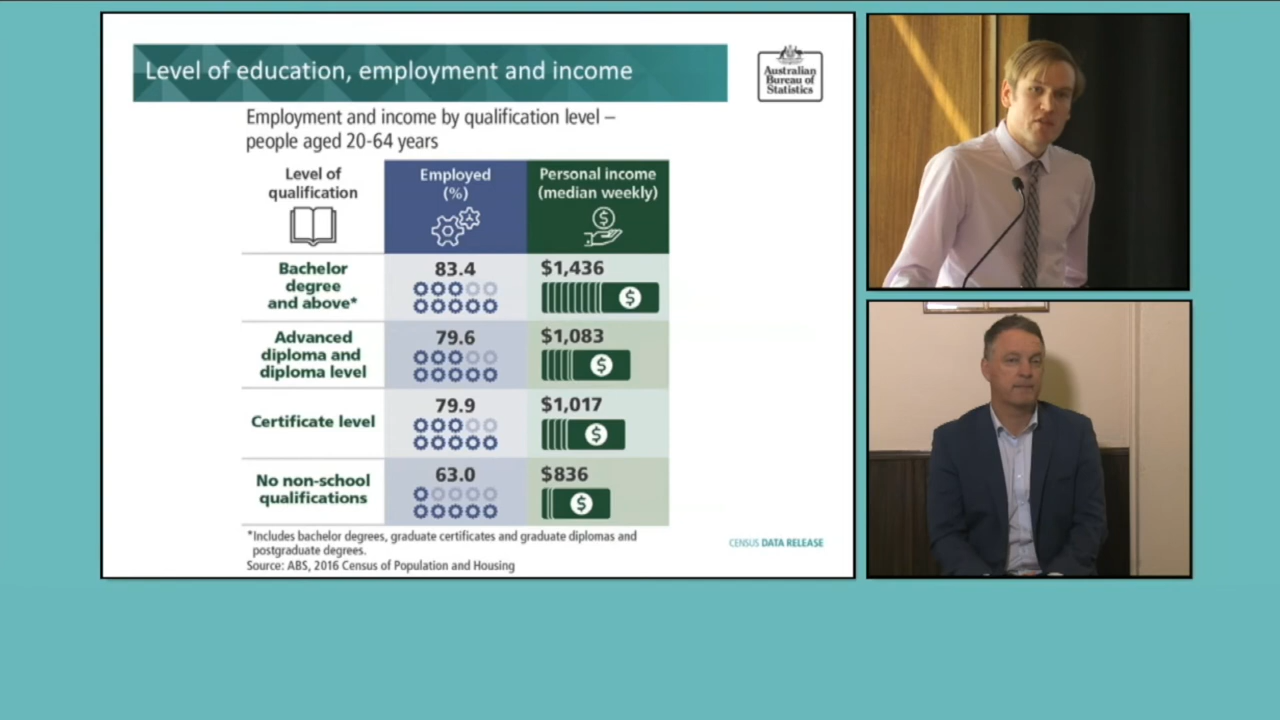 Level of education, employment and income
Australian
Bureau of
Statistics
Employment and income by qualification level –
people aged 20-64 years
Level of
qualification
Employed
(%)
Personal income
(median weekly)
Bachelor
degree
and above*
83.4
$1,436
Advanced
diploma and
diploma level
79.6
$1,083
Certificate level
79.9
$1,017
No non-school
qualifications
63.0
$836
*Includes bachelor degrees, graduate certificates and graduate diplomas and
postgraduate degrees.
Source: ABS, 2016 Census of Population and Housing
CENSUS DATA RELEASE